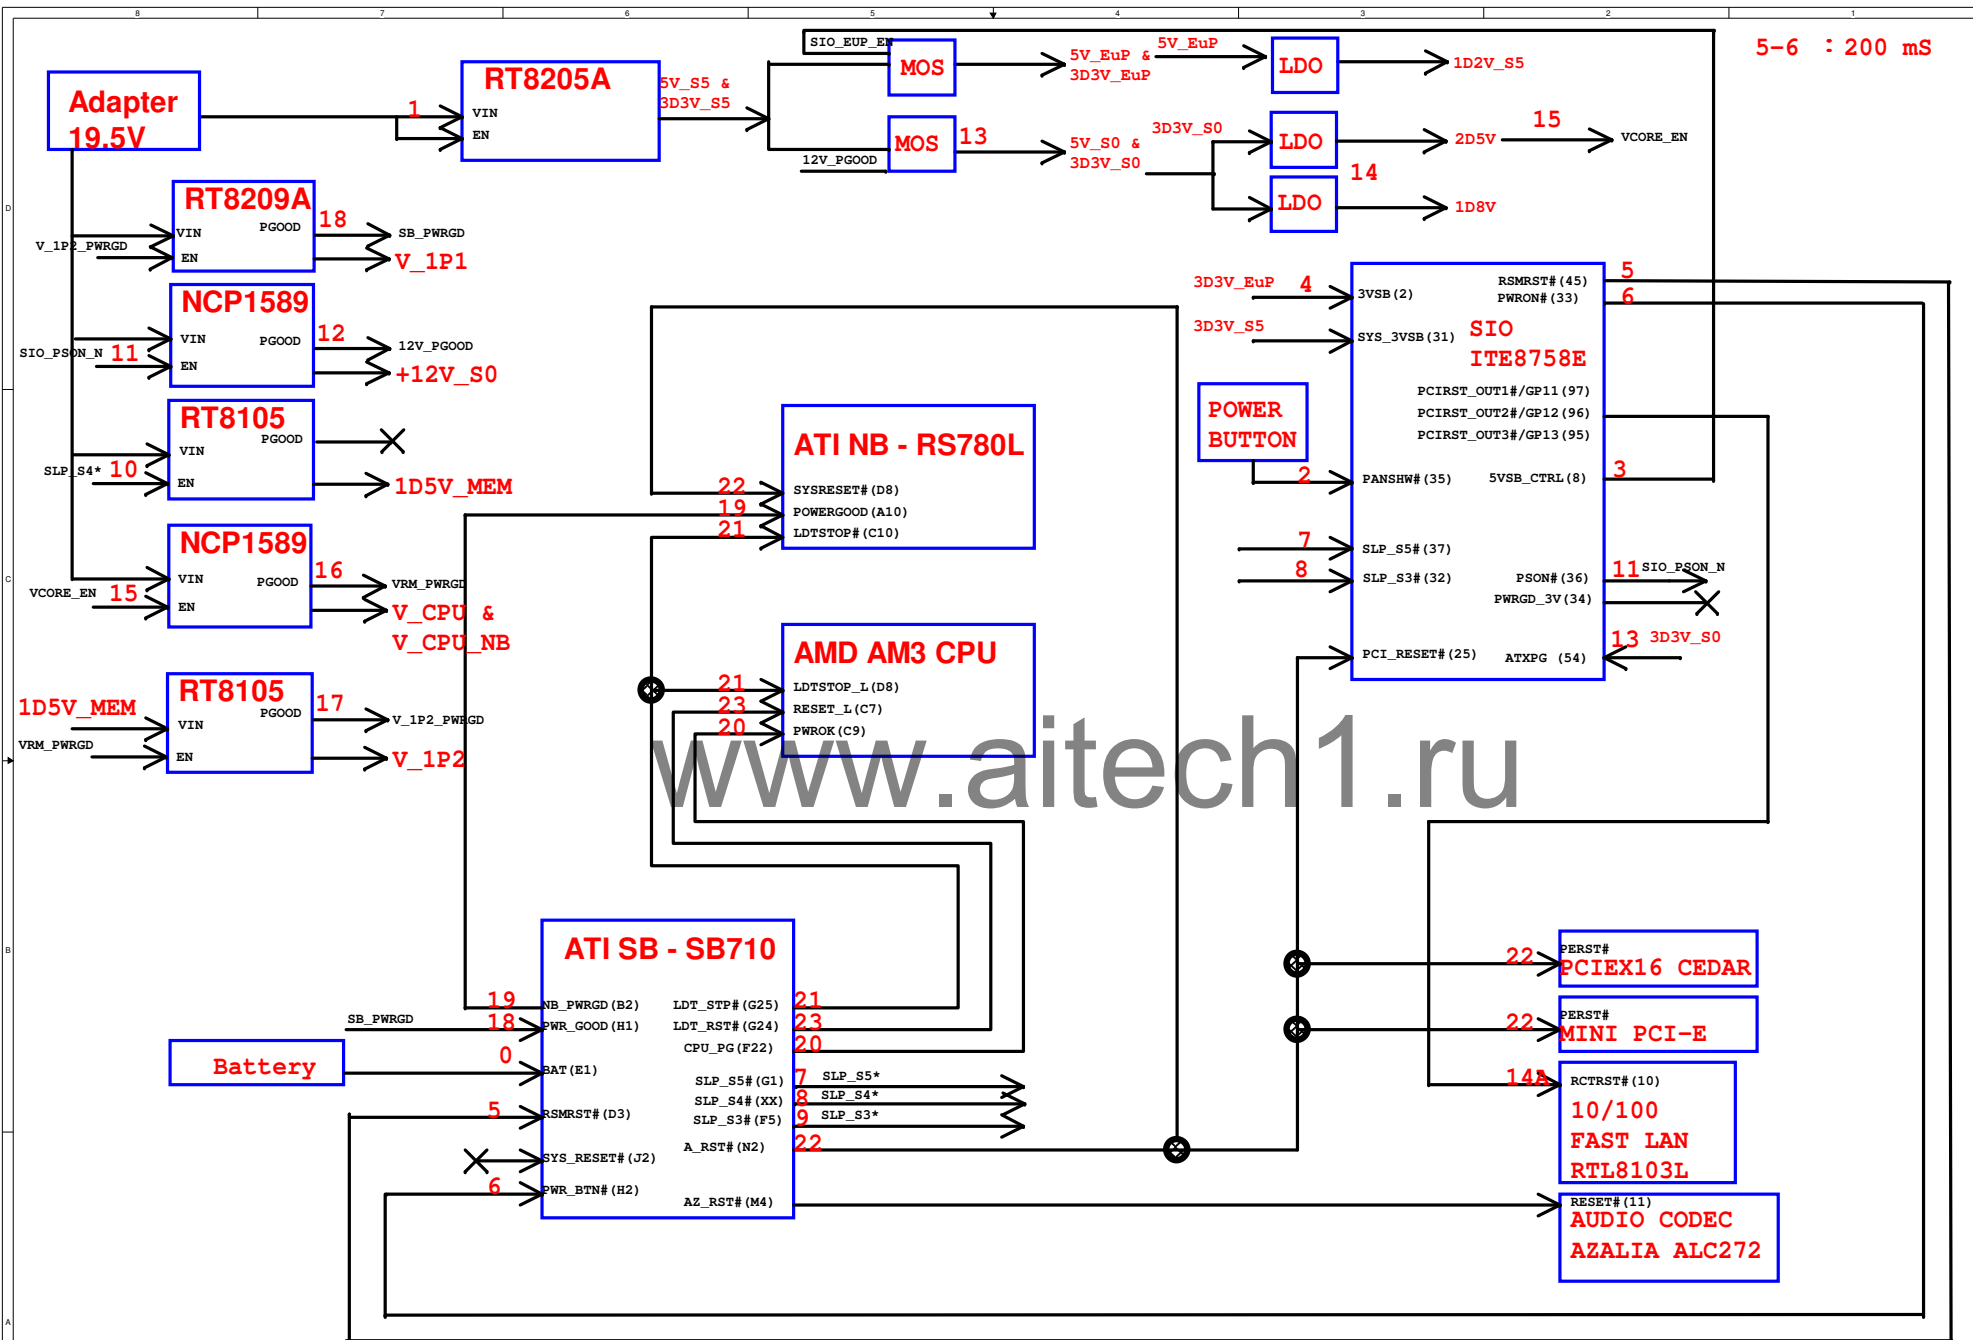 8 7 6 5 4 3 2 1
D
C
B
A
5-6 : 200 mS
Adapter
19.5V
1
RT8205A
VIN
EN
5V_S5 &
3D3V_S5
SIO_EUP_EN
MOS
5V_EuP &
3D3V_EuP
5V_EuP
LDO
1D2V_S5
MOS
13
12V_PGOOD
5V_S0 &
3D3V_S0
3D3V_S0
LDO
2D5V
15
VCORE_EN
14
LDO
1D8V
RT8209A
VIN
PGOOD
18
SB_PWRGD
V_1P2_PWRGD
EN
V_1P1
NCP1589
VIN
PGOOD
12
12V_PGOOD
SIO_PSON_N
11
EN
+12V_S0
RT8105
PGOOD
VIN
SLP_S4*
10
EN
1D5V_MEM
NCP1589
VIN
PGOOD
16
VRM_PWRGD
VCORE_EN
15
EN
V_CPU &
V_CPU_NB
RT8105
1D5V_MEM
VIN
PGOOD
17
V_1P2_PWRGD
VRM_PWRGD
EN
V_1P2
ATI NB - RS780L
22
SYSRESET#(D8)
19
POWERGOOD(A10)
21
LDTSTOP#(C10)
AMD AM3 CPU
21
LDTSTOP_L(D8)
23
RESET_L(C7)
20
PWROK(C9)
3D3V_EuP
4
3VSB(2)
3D3V_S5
SYS_3VSB(31)
RSMRST#(45)
5
PWRON#(33)
6
SIO
ITE8758E
PCIRST_OUT1#/GP11(97)
PCIRST_OUT2#/GP12(96)
PCIRST_OUT3#/GP13(95)
POWER
BUTTON
2
PANSHW#(35)
5VSB_CTRL(8)
3
7
SLP_S5#(37)
8
SLP_S3#(32)
PSON#(36)
11
SIO_PSON_N
PWRGD_3V(34)
PCI_RESET#(25)
ATXPG (54)
13
3D3V_S0
www.aitech1.ru
ATI SB - SB710
19
NB_PWRGD(B2)
SB_PWRGD
18
PWR_GOOD(H1)
Battery
0
BAT(E1)
5
RSMRST#(D3)
SYS_RESET#(J2)
6
PWR_BTN#(H2)
LDT_STP#(G25)
21
LDT_RST#(G24)
23
CPU_PG(F22)
20
SLP_S5#(G1)
7
SLP_S5*
SLP_S4#(XX)
8
SLP_S4*
SLP_S3#(F5)
9
SLP_S3*
A_RST#(N2)
22
AZ_RST#(M4)
22
PERST#
PCIEX16 CEDAR
22
PERST#
MINI PCI-E
14A
RCTRST#(10)
10/100
FAST LAN
RTL8103L
RESET#(11)
AUDIO CODEC
AZALIA ALC272